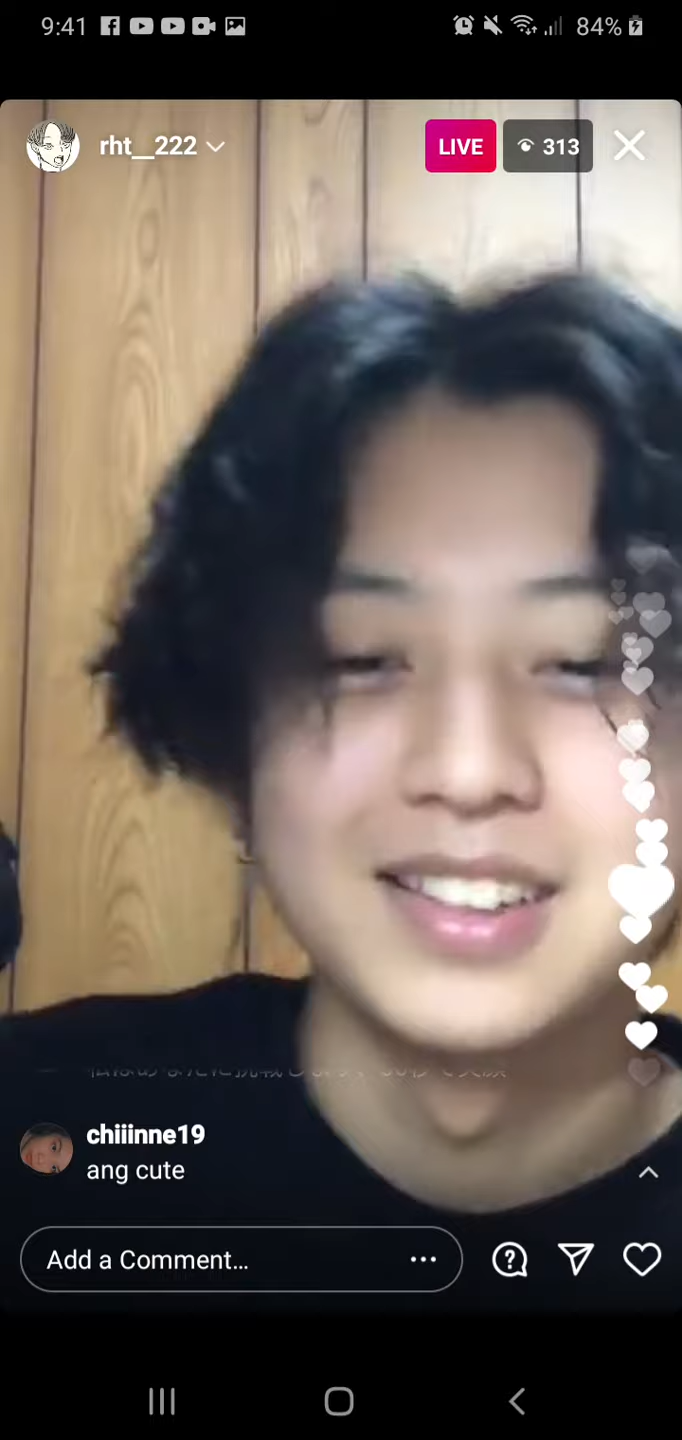 9:41
84%
rht__222
LIVE
313
chiiinne19
ang cute
Add a Comment...